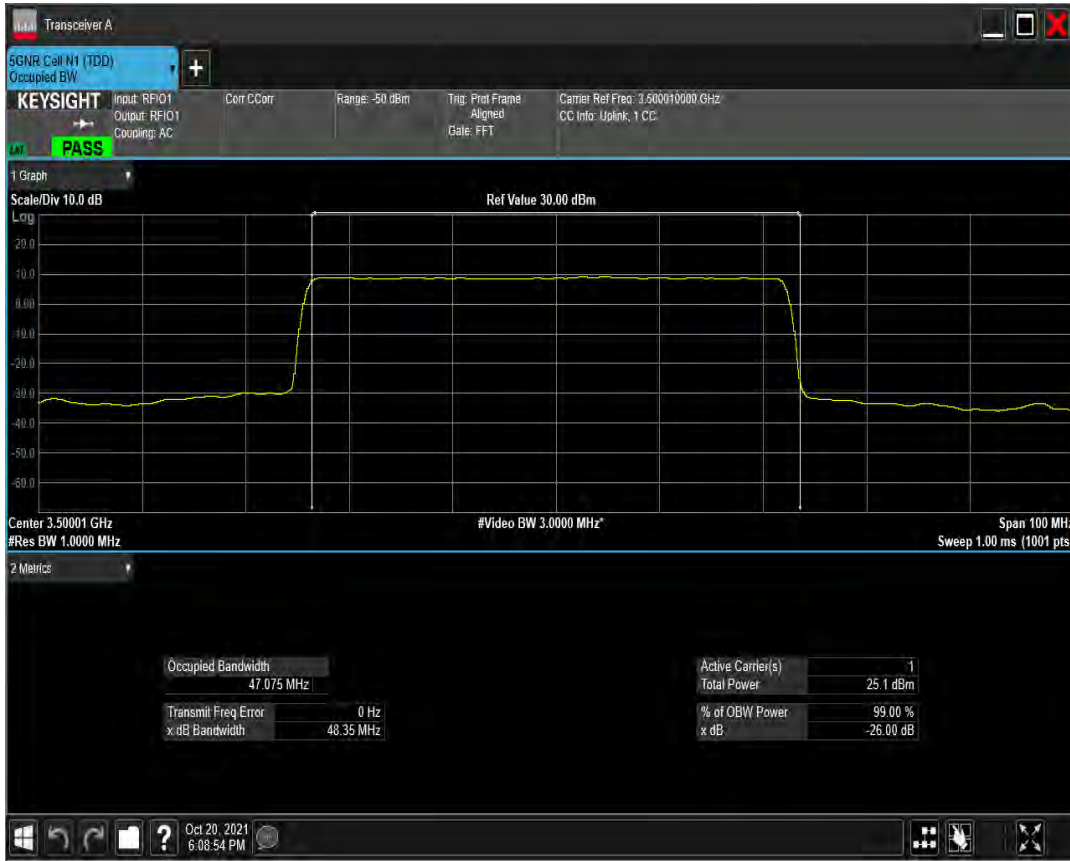 Transceiver A
5GNR Cell N1 (TDD)
Occupied BW
+
KEYSIGHT
Input: RFIO1
Output: RFIO1
Coupling: AC
Corr CCorr
Range: -50 dBm
Trig: Prot Frame
Aligned
Gate: FFT
Carrier Ref Freq: 3.500010000 GHz
CC Info: Uplink, 1 CC
PASS
1 Graph
Scale/Div 10.0 dB
Ref Value 30.00 dBm
Log
20.0
10.0
0.00
-10.0
-20.0
-30.0
-40.0
-50.0
-60.0
Center 3.50001 GHz
#Video BW 3.0000 MHz*
Span 100 MHz
#Res BW 1.0000 MHz
Sweep 1.00 ms (1001 pts
2 Metrics
Occupied Bandwidth
47.075 MHz
Transmit Freq Error 0 Hz
x dB Bandwidth 48.35 MHz
Active Carrier(s) 1
Total Power 25.1 dBm
% of OBW Power 99.00 %
x dB -26.00 dB
?
Oct 20, 2021
6:08:54 PM